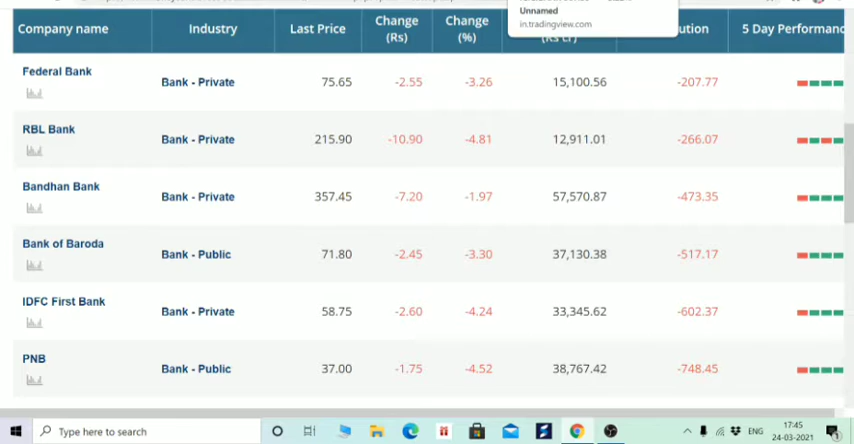 Unnamed
in.tradingview.com
Company name Industry Last Price Change (Rs) Change (%) (Rs cr) ution 5 Day Performanc
Federal Bank Bank - Private 75.65 -2.55 -3.26 15,100.56 -207.77
RBL Bank Bank - Private 215.90 -10.90 -4.81 12,911.01 -266.07
Bandhan Bank Bank - Private 357.45 -7.20 -1.97 57,570.87 -473.35
Bank of Baroda Bank - Public 71.80 -2.45 -3.30 37,130.38 -517.17
IDFC First Bank Bank - Private 58.75 -2.60 -4.24 33,345.62 -602.37
PNB Bank - Public 37.00 -1.75 -4.52 38,767.42 -748.45
Type here to search ENG 17:45
24-03-2021 1